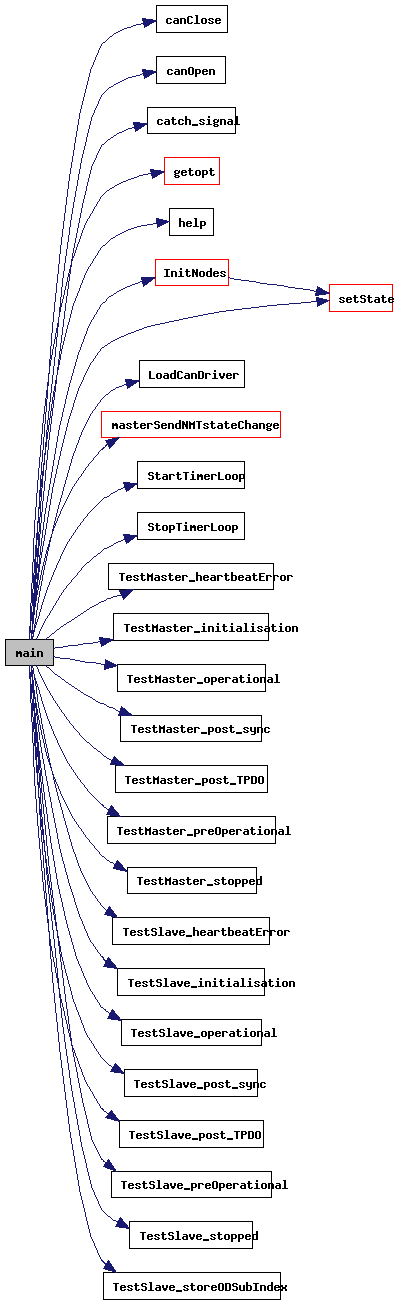 canClose
canOpen
catch_signal
getopt
help
InitNodes
setState
LoadCanDriver
masterSendNMTstateChange
StartTimerLoop
StopTimerLoop
TestMaster_heartbeatError
TestMaster_initialisation
main
TestMaster_operational
TestMaster_post_sync
TestMaster_post_TPDO
TestMaster_preOperational
TestMaster_stopped
TestSlave_heartbeatError
TestSlave_initialisation
TestSlave_operational
TestSlave_post_sync
TestSlave_post_TPDO
TestSlave_preOperational
TestSlave_stopped
TestSlave_storeODSubIndex